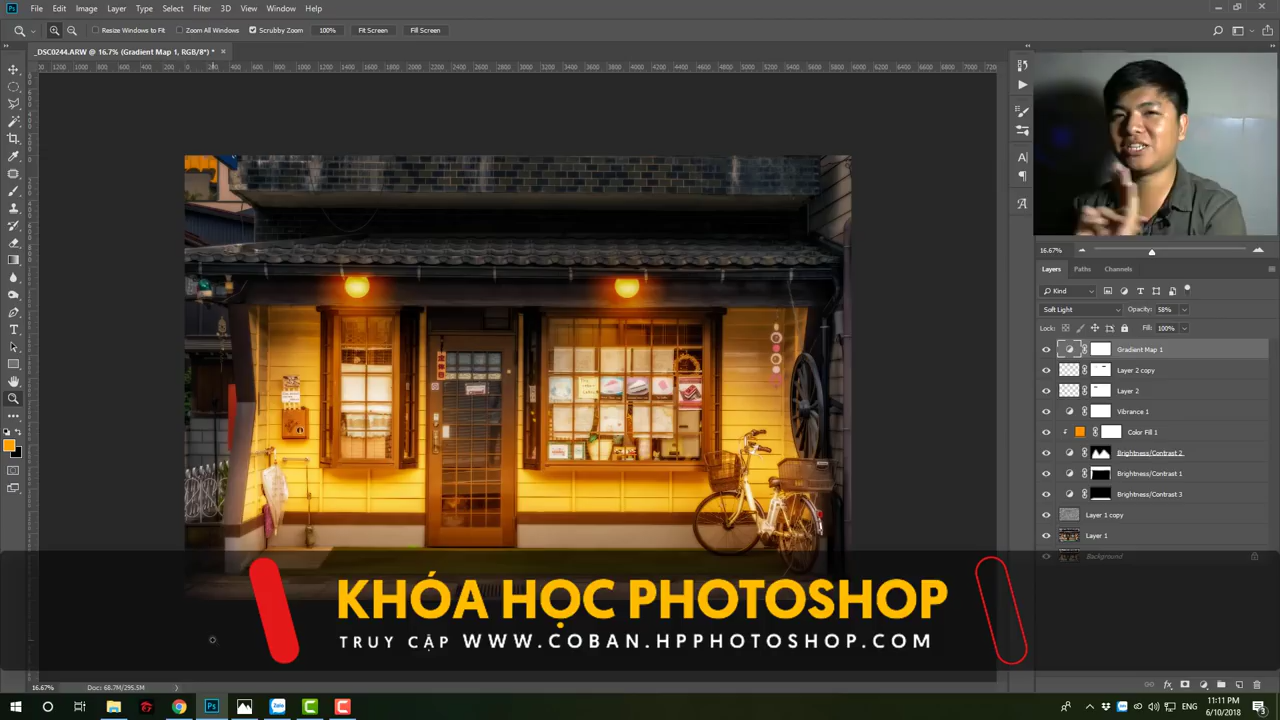 File Edit Image Layer Type Select Filter 3D View Window Help
Resize Windows to Fit Zoom All Windows Scrubby Zoom 100% Fit Screen Fill Screen
_DSC0244.ARW @ 16.7% (Gradient Map 1, RGB/8*) *
16.67%
Layers Paths Channels
Kind
Soft Light Opacity: 58%
Lock: Fill: 100%
Gradient Map 1
Layer 2 copy
Layer 2
Vibrance 1
Color Fill 1
Brightness/Contrast 2
Brightness/Contrast 1
Brightness/Contrast 3
Layer 1 copy
Layer 1
Background
KHÓA HỌC PHOTOSHOP
TRUY CẬP WWW.COBAN.HPPHOTOSHOP.COM
16.67% Doc: 68.7M/295.5M
ENG 11:11 PM
6/10/2018